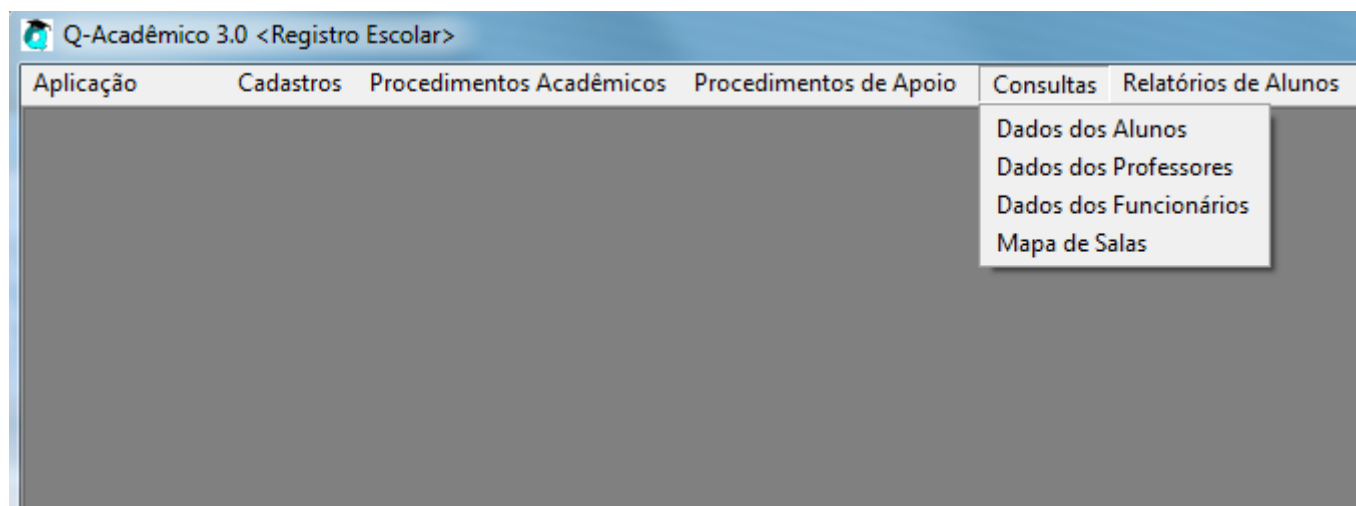 Q-Acadêmico 3.0 <Registro Escolar>
Aplicação Cadastros Procedimentos Acadêmicos Procedimentos de Apoio Consultas Relatórios de Alunos
Dados dos Alunos
Dados dos Professores
Dados dos Funcionários
Mapa de Salas